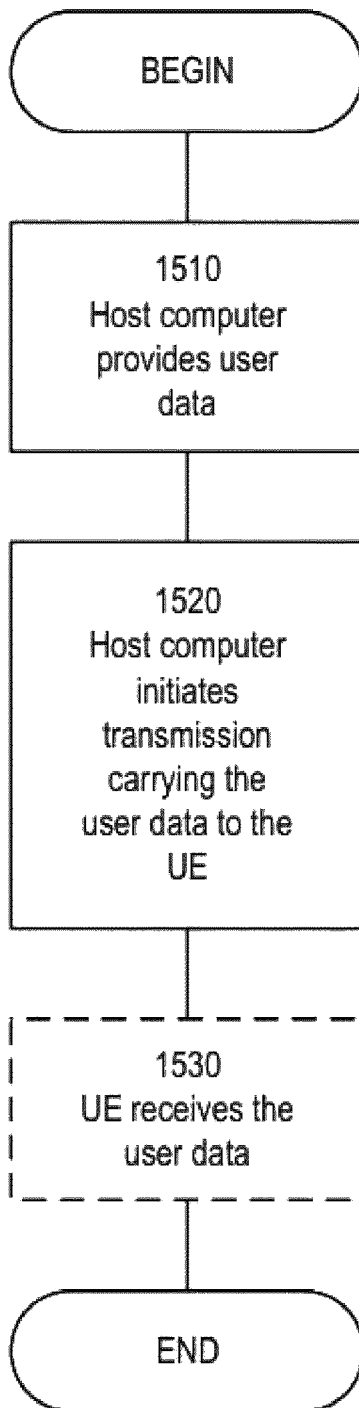 BEGIN
1510
Host computer
provides user
data
1520
Host computer
initiates
transmission
carrying the
user data to the
UE
1530
UE receives the
user data
END